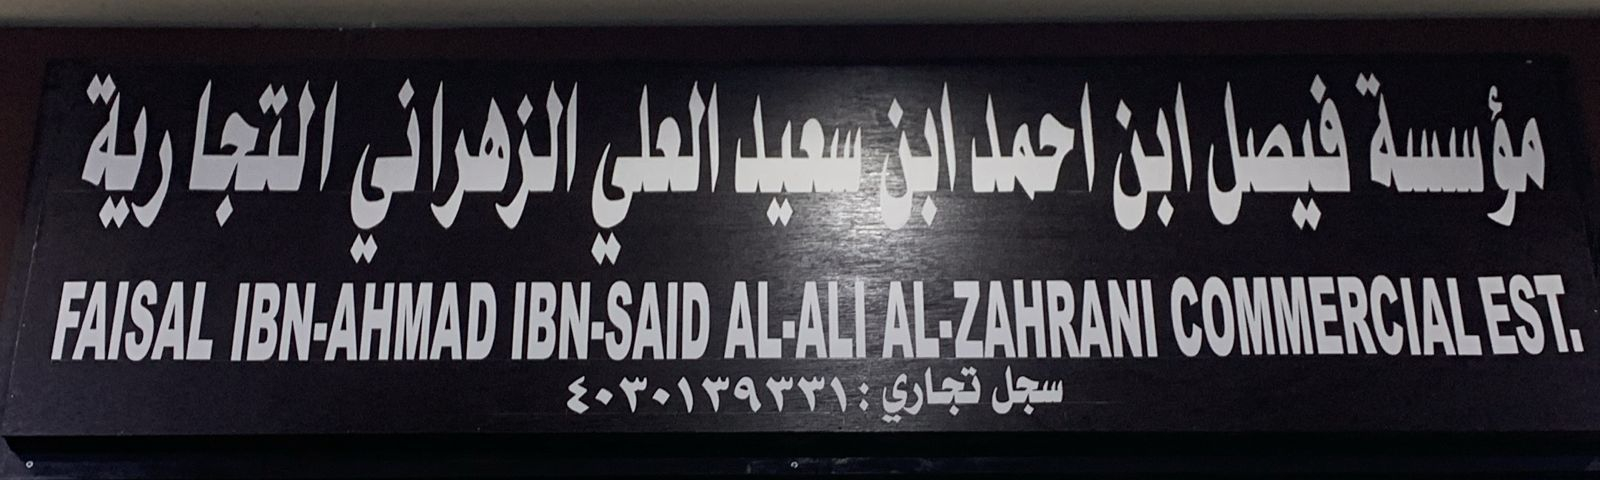 مؤسسة فيصل ابن احمد ابن سعيد العلي الزهراني التجارية
FAISAL IBN-AHMAD IBN-SAID AL-ALI AL-ZAHRANI COMMERCIAL EST.
سجل تجاري : ٤٠٣٠١٣٩٣٣١